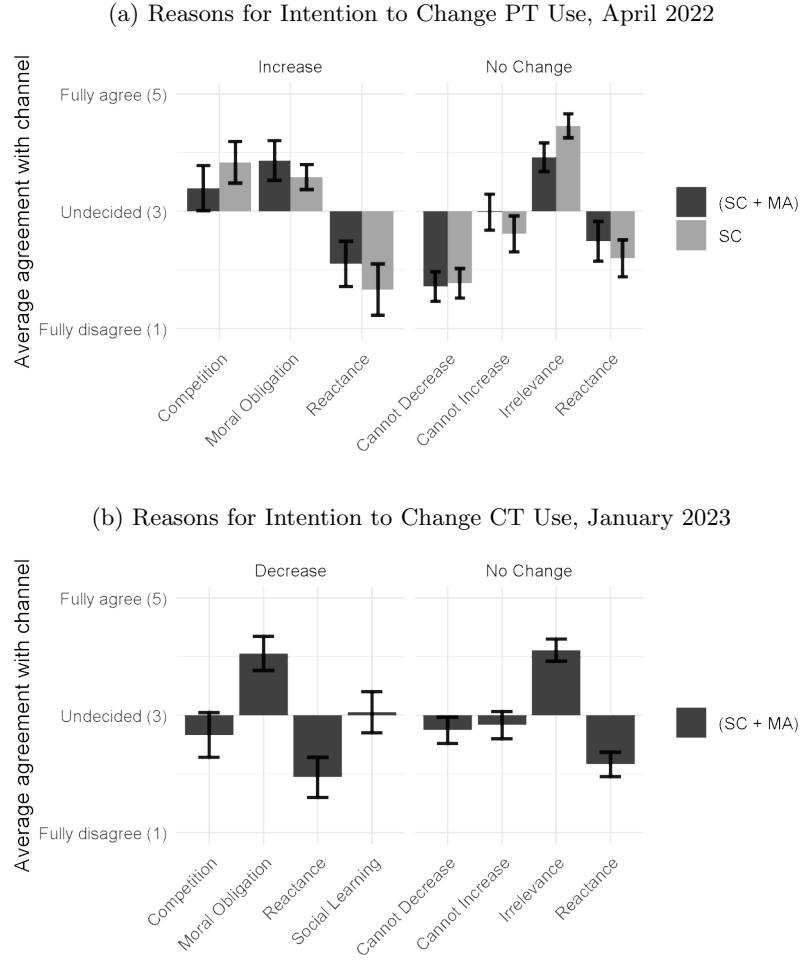 (a) Reasons for Intention to Change PT Use, April 2022
Increase
No Change
Average agreement with channel
Fully agree (5)
Undecided (3)
Fully disagree (1)
Competition
Moral Obligation
Reactance
Cannot Decrease
Cannot Increase
Irrelevance
Reactance
(SC + MA)
SC
(b) Reasons for Intention to Change CT Use, January 2023
Decrease
No Change
Average agreement with channel
Fully agree (5)
Undecided (3)
Fully disagree (1)
Competition
Moral Obligation
Reactance
Social Learning
Cannot Decrease
Cannot Increase
Irrelevance
Reactance
(SC + MA)